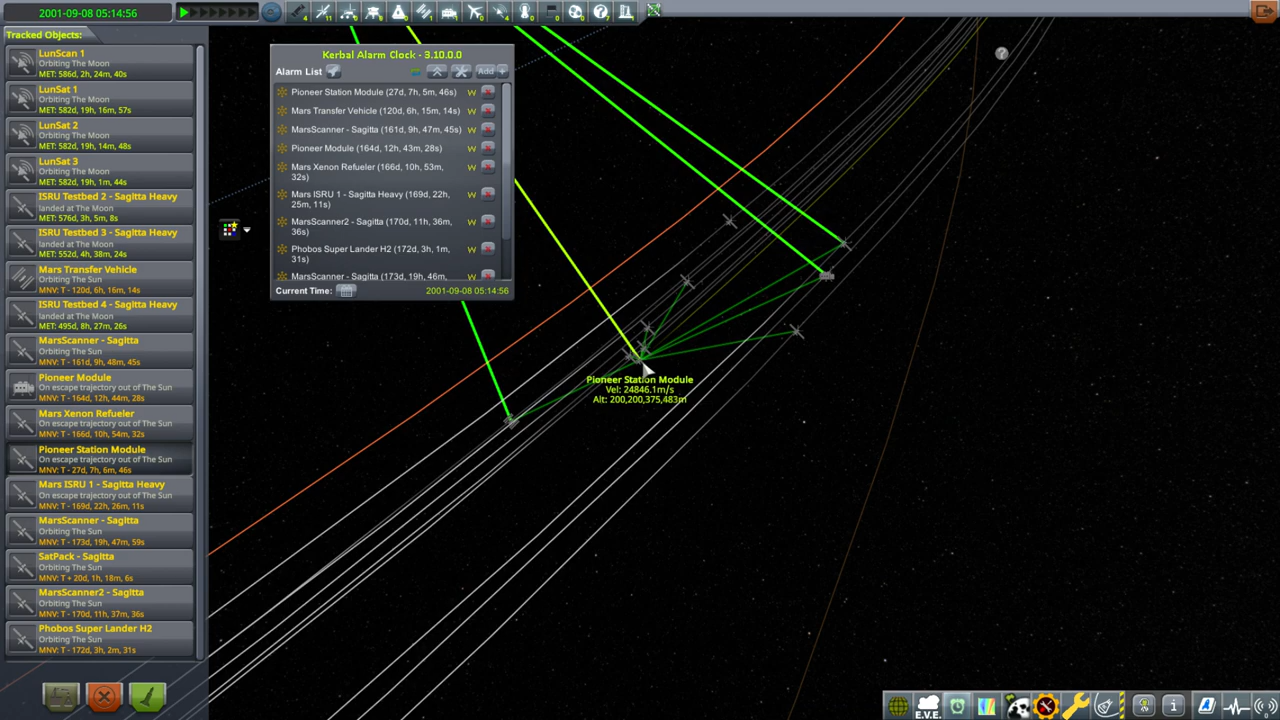 2001-09-08 05:14:56
Tracked Objects:
LunScan 1
Orbiting The Moon
MET: 586d, 2h, 24m, 40s
LunSat 1
Orbiting The Moon
MET: 582d, 19h, 16m, 57s
LunSat 2
Orbiting The Moon
MET: 582d, 19h, 14m, 48s
LunSat 3
Orbiting The Moon
MET: 582d, 19h, 1m, 44s
ISRU Testbed 2 - Sagitta Heavy
landed at The Moon
MET: 576d, 3h, 5m, 8s
ISRU Testbed 3 - Sagitta Heavy
landed at The Moon
MET: 552d, 4h, 38m, 24s
Mars Transfer Vehicle
Orbiting The Sun
MNV: T - 120d, 6h, 16m, 14s
ISRU Testbed 4 - Sagitta Heavy
landed at The Moon
MET: 495d, 8h, 27m, 26s
MarsScanner - Sagitta
Orbiting The Sun
MNV: T - 161d, 9h, 48m, 45s
Pioneer Module
On escape trajectory out of The Sun
MNV: T - 164d, 12h, 44m, 28s
Mars Xenon Refueler
On escape trajectory out of The Sun
MNV: T - 166d, 10h, 54m, 32s
Pioneer Station Module
On escape trajectory out of The Sun
MNV: T - 27d, 7h, 6m, 46s
Mars ISRU 1 - Sagitta Heavy
On escape trajectory out of The Sun
MNV: T - 169d, 22h, 26m, 11s
MarsScanner - Sagitta
Orbiting The Sun
MNV: T - 173d, 19h, 47m, 59s
SatPack - Sagitta
Orbiting The Sun
MNV: T + 20d, 1h, 18m, 6s
MarsScanner2 - Sagitta
Orbiting The Sun
MNV: T - 170d, 11h, 37m, 36s
Phobos Super Lander H2
Orbiting The Sun
MNV: T - 172d, 3h, 2m, 31s
Kerbal Alarm Clock - 3.10.0.0
Alarm List
Add +
Pioneer Station Module (27d, 7h, 5m, 46s) W
Mars Transfer Vehicle (120d, 6h, 15m, 14s) W
MarsScanner - Sagitta (161d, 9h, 47m, 45s) W
Pioneer Module (164d, 12h, 43m, 28s) W
Mars Xenon Refueler (166d, 10h, 53m, W
32s)
Mars ISRU 1 - Sagitta Heavy (169d, 22h, W
25m, 11s)
MarsScanner2 - Sagitta (170d, 11h, 36m, W
36s)
Phobos Super Lander H2 (172d, 3h, 1m, W
31s)
MarsScanner - Sagitta (173d, 19h, 46m, W
Current Time: 2001-09-08 05:14:56
Pioneer Station Module
Vel: 24846.1m/s
Alt: 200,200,375,483m
E.V.E.